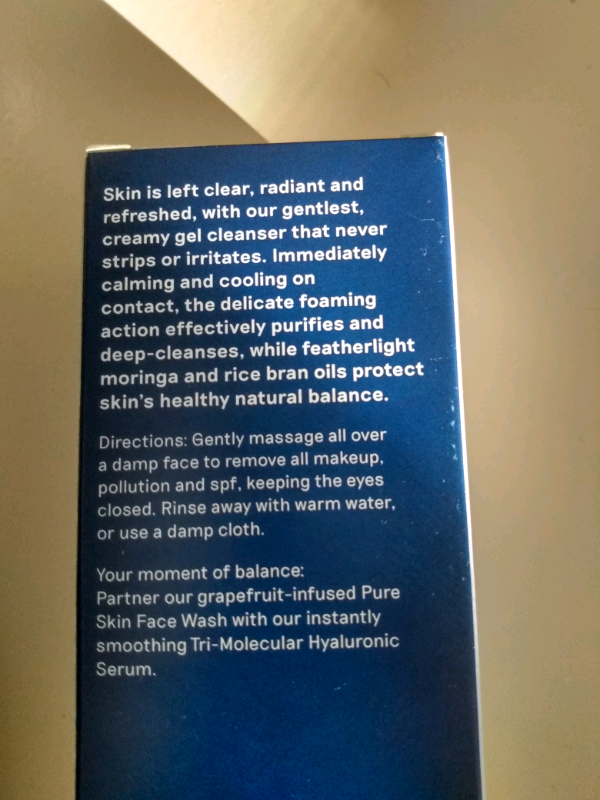 Skin is left clear, radiant and
refreshed, with our gentlest,
creamy gel cleanser that never
strips or irritates. Immediately
calming and cooling on
contact, the delicate foaming
action effectively purifies and
deep-cleanses, while featherlight
moringa and rice bran oils protect
skin's healthy natural balance.
Directions: Gently massage all over
a damp face to remove all makeup,
pollution and spf, keeping the eyes
closed. Rinse away with warm water,
or use a damp cloth.
Your moment of balance:
Partner our grapefruit-infused Pure
Skin Face Wash with our instantly
smoothing Tri-Molecular Hyaluronic
Serum.